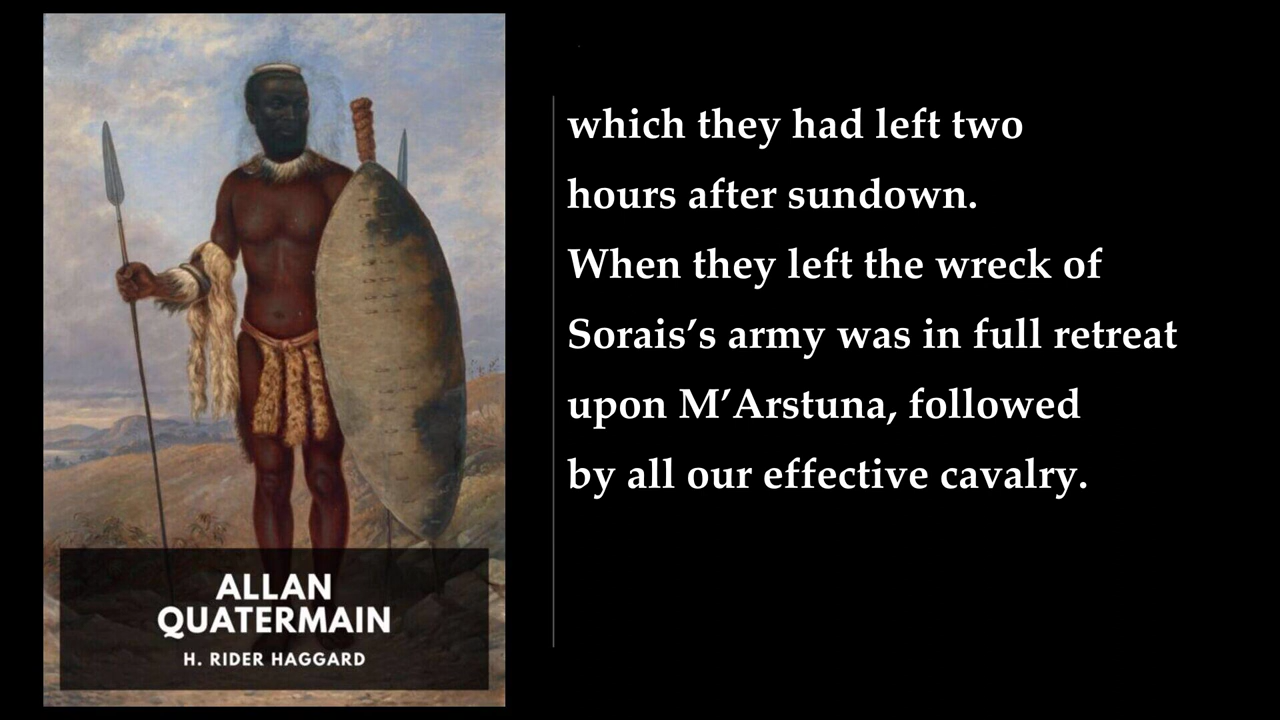 ALLAN
QUATERMAIN
H. RIDER HAGGARD
which they had left two
hours after sundown.
When they left the wreck of
Sorais’s army was in full retreat
upon M’Arstuna, followed
by all our effective cavalry.